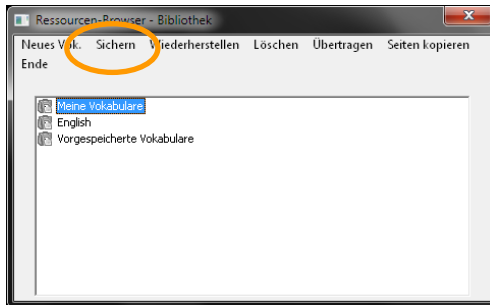 Ressourcen-Browser - Bibliothek
Neues Vok. Sichern Wiederherstellen Löschen Übertragen Seiten kopieren
Ende
Meine Vokabulare
English
Vorgespeicherte Vokabulare